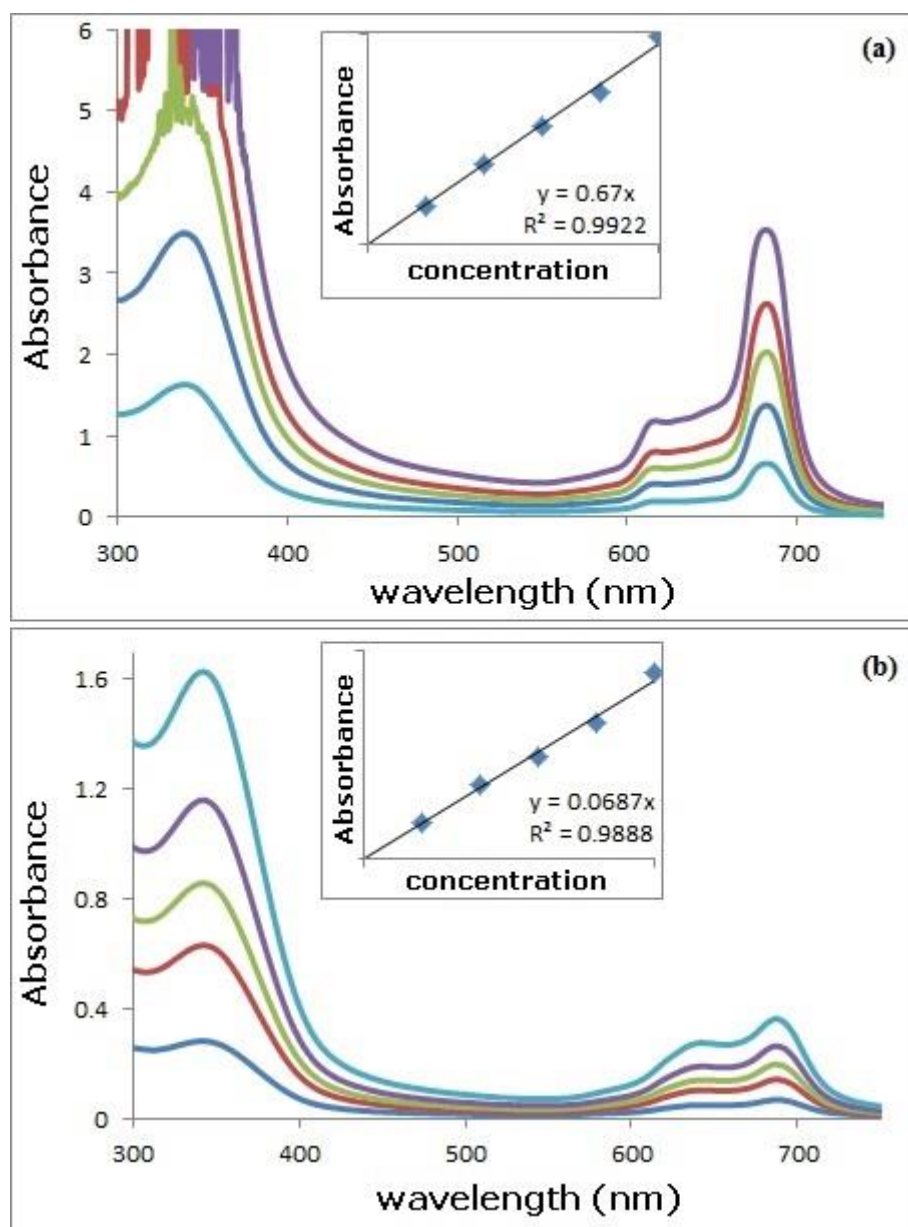 (a)
6
5
4
3
2
1
0
Absorbance
300 400 500 600 700
wavelength (nm)
Absorbance
y = 0.67x
R² = 0.9922
concentration
(b)
1.6
1.2
0.8
0.4
0
Absorbance
300 400 500 600 700
wavelength (nm)
Absorbance
y = 0.0687x
R² = 0.9888
concentration